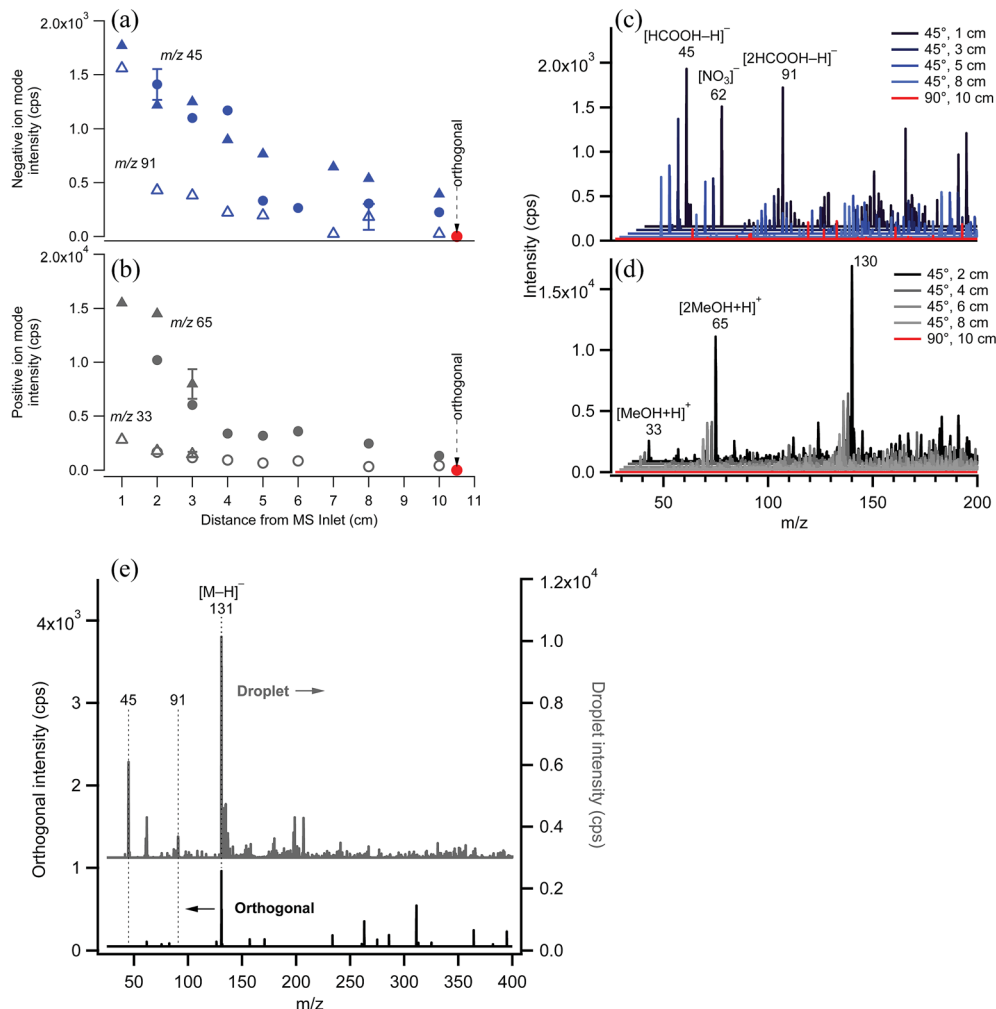 (a)
2.0x10³
1.5
1.0
0.5
0.0
Negative ion mode
intensity (cps)
m/z 45
m/z 91
orthogonal
(b)
2.0x10⁴
1.5
1.0
0.5
0.0
Positive ion mode
intensity (cps)
m/z 65
m/z 33
orthogonal
1 2 3 4 5 6 7 8 9 10 11
Distance from MS Inlet (cm)
(c)
[HCOOH–H]⁻
45
[NO₃]⁻
62
[2HCOOH–H]⁻
91
45°, 1 cm
45°, 3 cm
45°, 5 cm
45°, 8 cm
90°, 10 cm
2.0x10³
1.5
1.0
0.5
0.0
Intensity (cps)
(d)
130
[2MeOH+H]⁺
65
[MeOH+H]⁺
33
45°, 2 cm
45°, 4 cm
45°, 6 cm
45°, 8 cm
90°, 10 cm
1.5x10⁴
1.0
0.5
0.0
50 100 150 200
m/z
(e)
[M–H]⁻
131
45
91
Droplet
Orthogonal
4x10³
3
2
1
0
Orthogonal intensity (cps)
1.2x10⁴
1.0
0.8
0.6
0.4
0.2
0.0
Droplet intensity (cps)
50 100 150 200 250 300 350 400
m/z